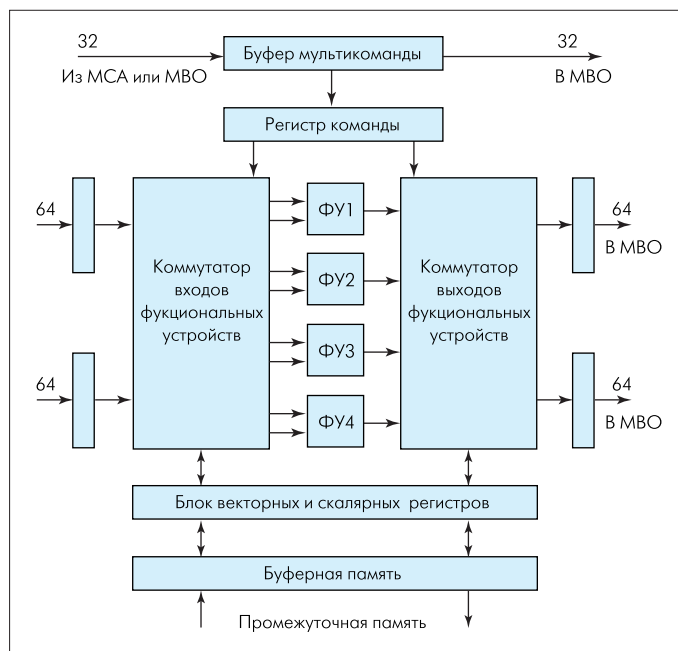 32
Из МСА или МВО
Буфер мультикоманды
32
В МВО
Регистр команды
64
64
Коммутатор
входов
фукциональных
устройств
ФУ1
ФУ2
ФУ3
ФУ4
Коммутатор
выходов
фукциональных
устройств
64
В МВО
64
В МВО
Блок векторных и скалярных регистров
Буферная память
Промежуточная память